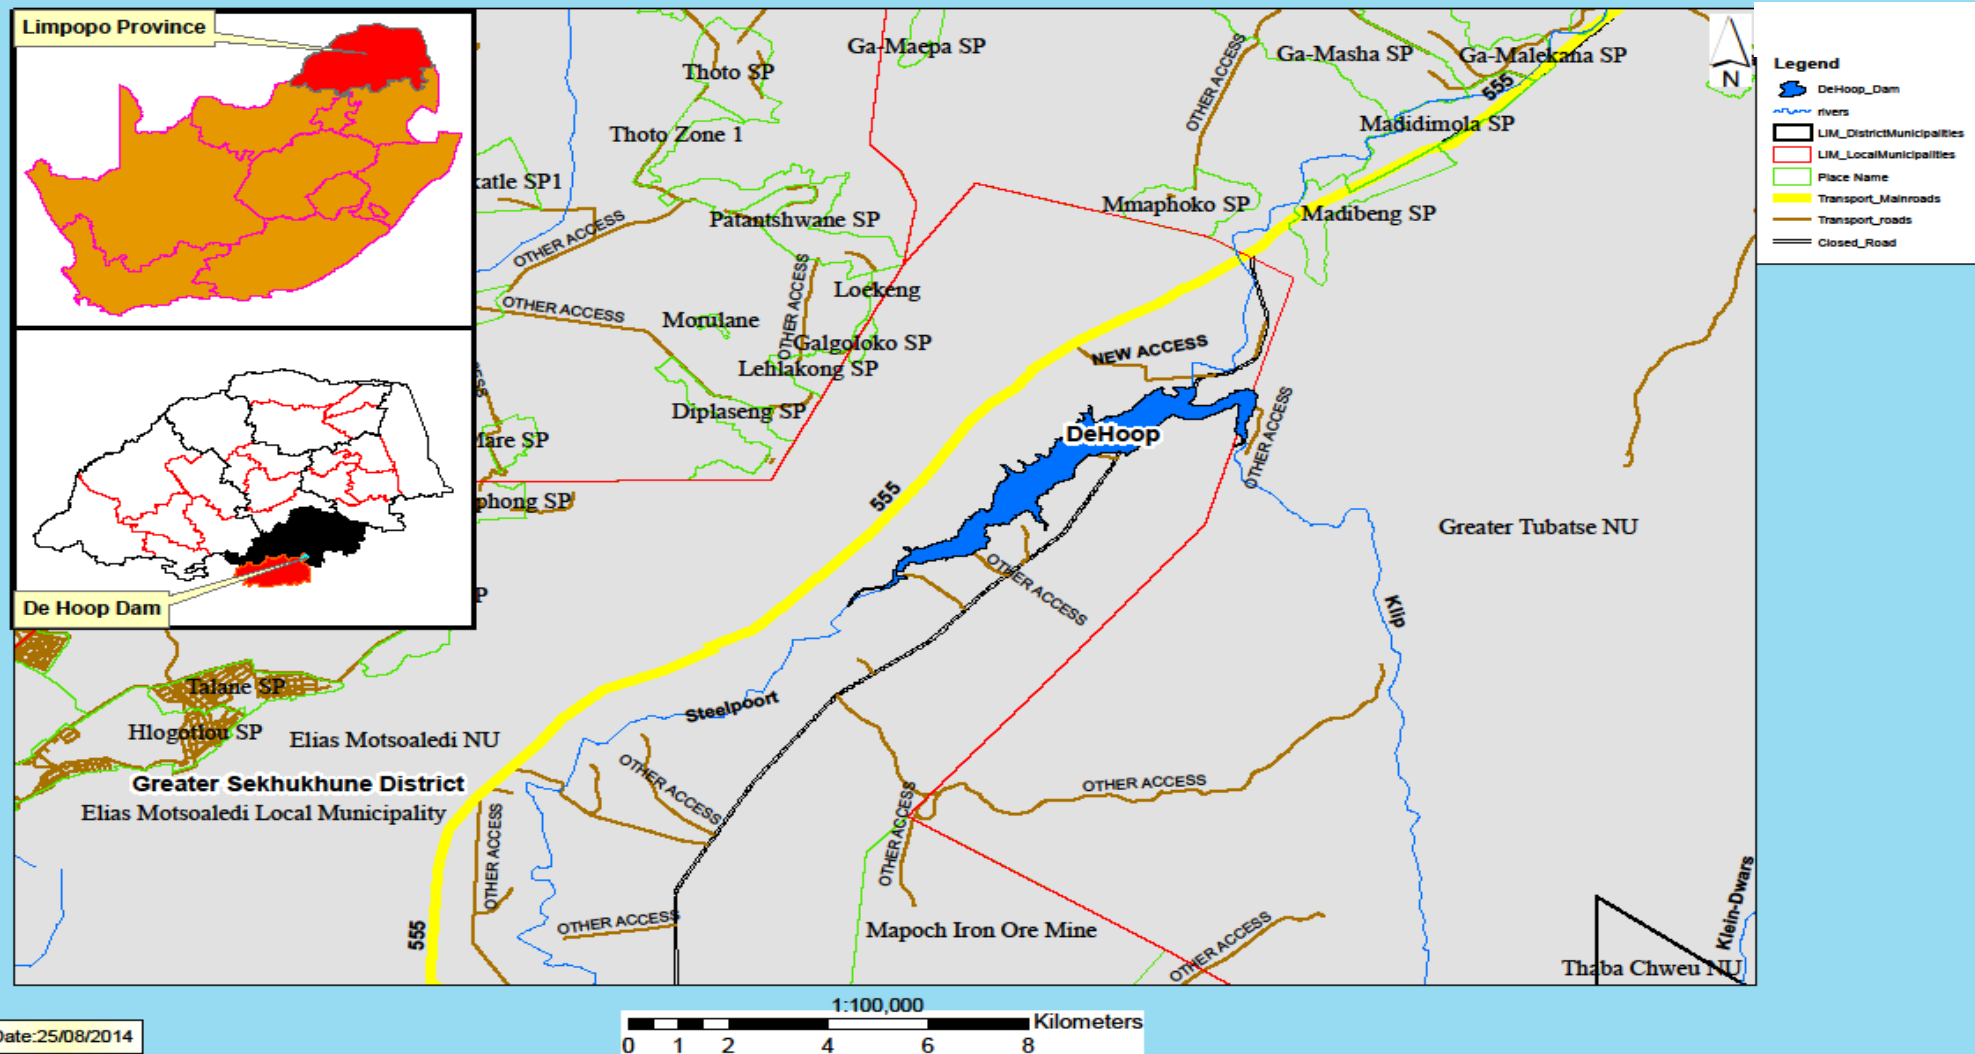 Limpopo Province
De Hoop Dam
Ga-Maepa SP
Ga-Masha SP
Ga-Malekana SP
Thoto SP
OTHER ACCESS
555
Thoto Zone 1
Madidimola SP
katle SP1
Mmaphoko SP
Madibeng SP
Patantshwane SP
OTHER ACCESS
OTHER ACCESS
Loekeng
OTHER ACCESS
Morulane
Galgoloko SP
NEW ACCESS
Lehlakong SP
Diplaseng SP
OTHER ACCESS
DeHoop
Mare SP
555
phong SP
Greater Tubatse NU
OTHER ACCESS
P
Klip
Talane SP
Steelpoort
Hlogotlou SP
Elias Motsoaledi NU
Greater Sekhukhune District
OTHER ACCESS
OTHER ACCESS
Elias Motsoaledi Local Municipality
OTHER ACCESS
OTHER ACCESS
555
OTHER ACCESS
Mapoch Iron Ore Mine
OTHER ACCESS
Klein-Dwars
Thaba Chweu NU
N
Legend
DeHoop_Dam
rivers
LIM_DistrictMunicipalities
LIM_LocalMunicipalities
Place Name
Transport_Mainroads
Transport_roads
Closed_Road
1:100,000
Kilometers
0 1 2 4 6 8
Date:25/08/2014